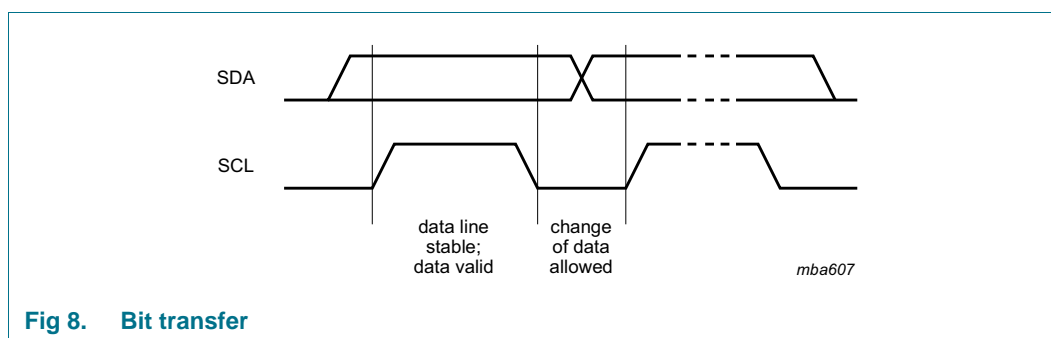 SDA
SCL
data line
stable;
data valid
change
of data
allowed
mba607
Fig 8. Bit transfer